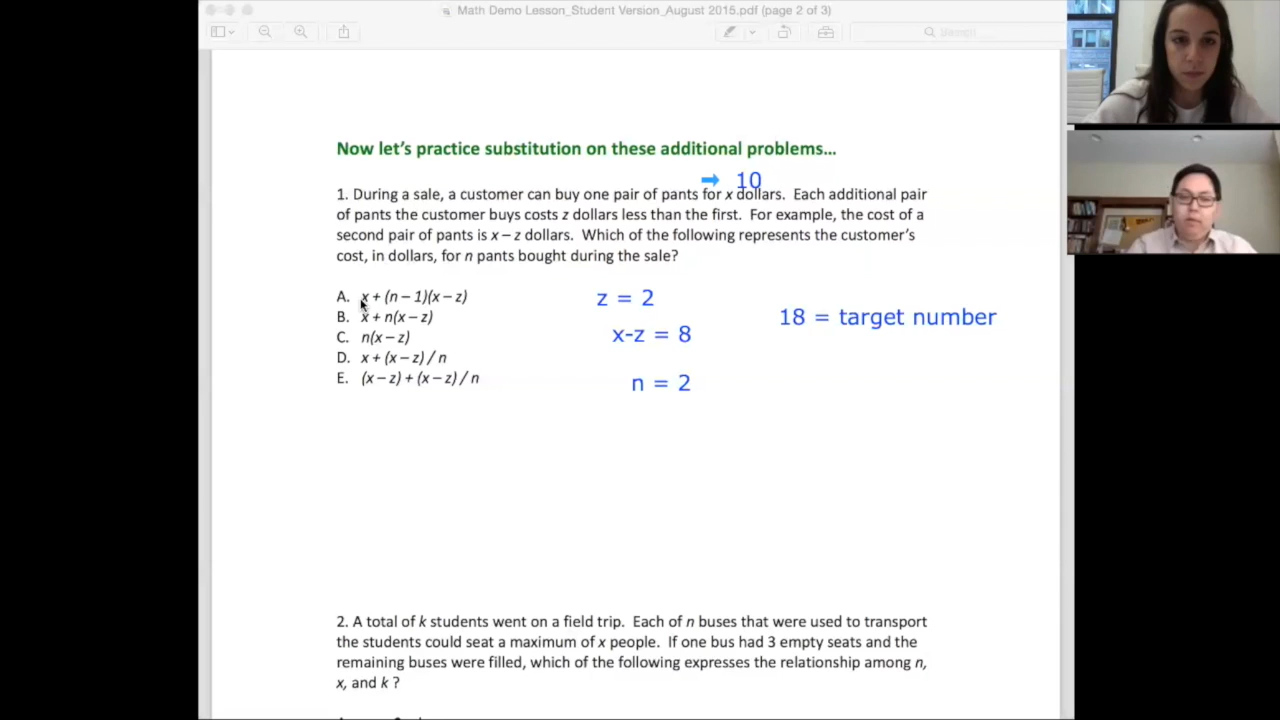 Math Demo Lesson_Student Version_August 2015.pdf (page 2 of 3)
Search
Now let's practice substitution on these additional problems…
➡ 10
1. During a sale, a customer can buy one pair of pants for x dollars. Each additional pair
of pants the customer buys costs z dollars less than the first. For example, the cost of a
second pair of pants is x – z dollars. Which of the following represents the customer's
cost, in dollars, for n pants bought during the sale?
A. x + (n – 1)(x – z)
B. x + n(x – z)
C. n(x – z)
D. x + (x – z) / n
E. (x – z) + (x – z) / n
z = 2
x-z = 8
n = 2
18 = target number
2. A total of k students went on a field trip. Each of n buses that were used to transport
the students could seat a maximum of x people. If one bus had 3 empty seats and the
remaining buses were filled, which of the following expresses the relationship among n,
x, and k ?